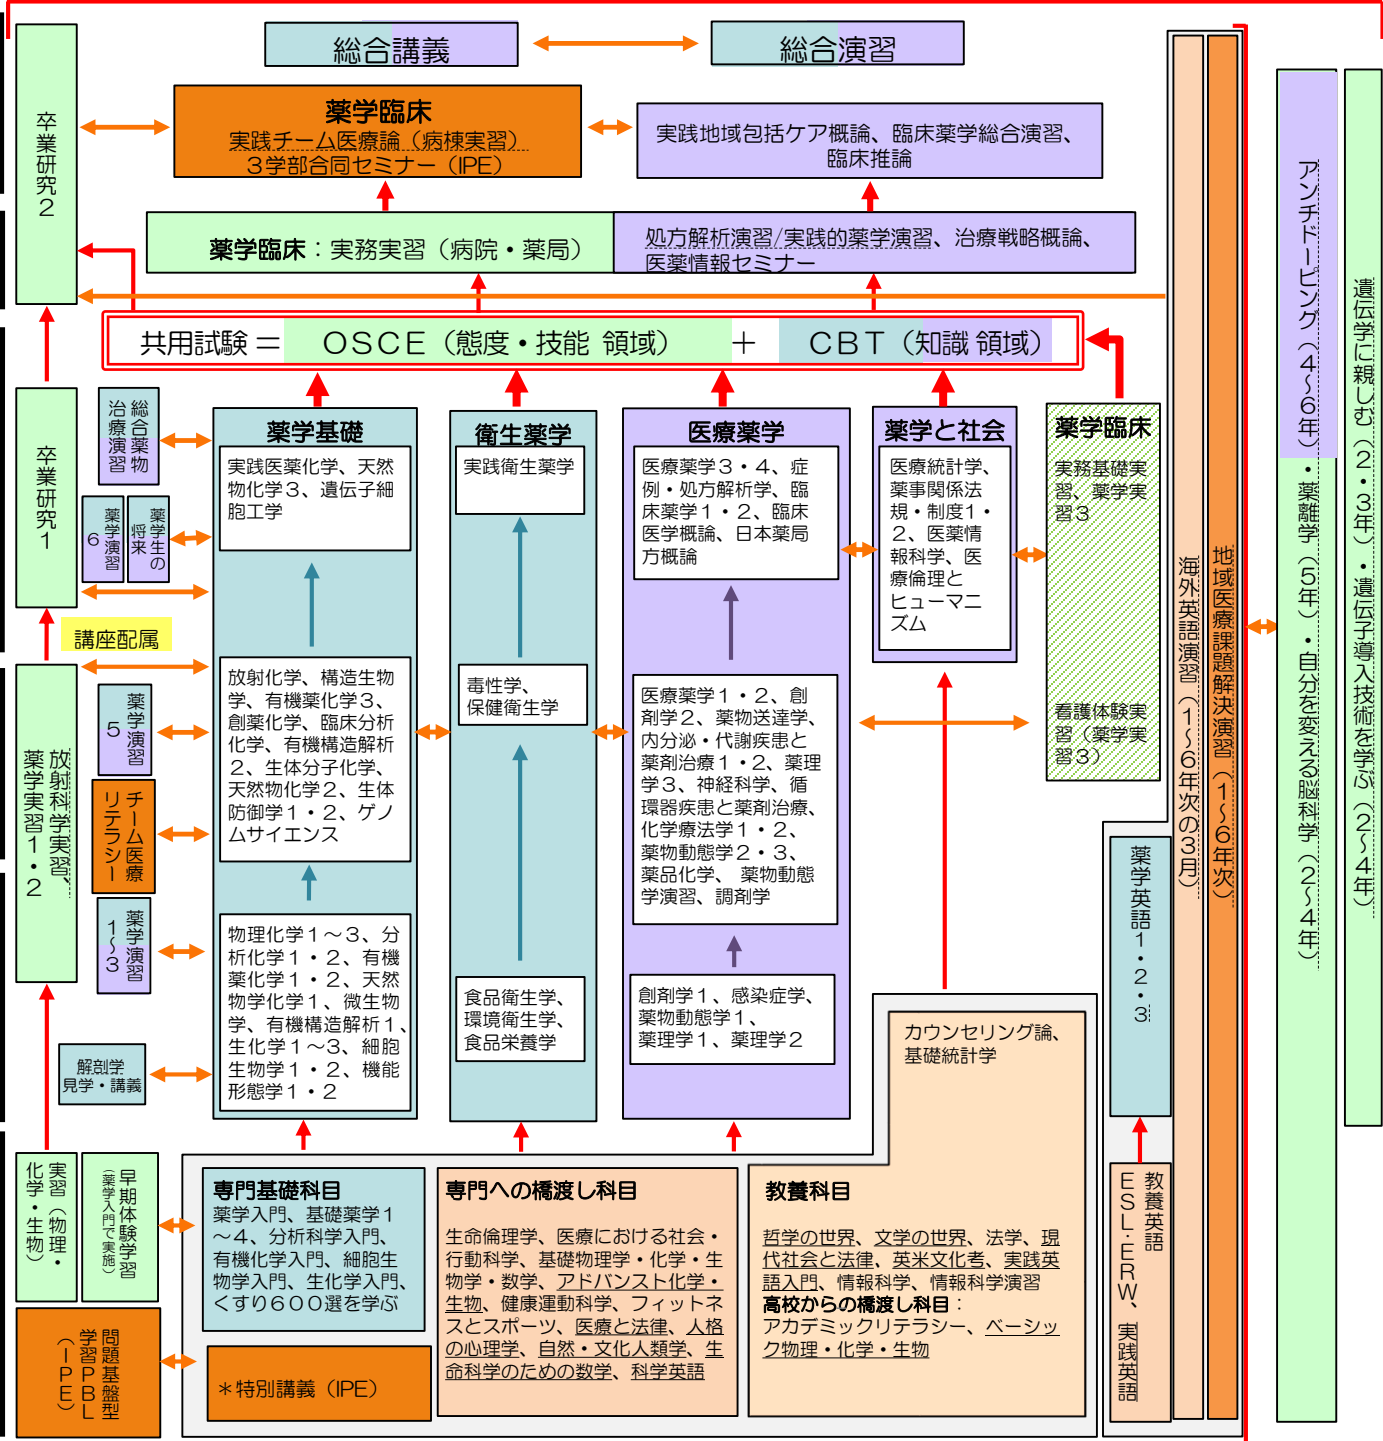 総合講義
総合演習
卒業研究２
薬学臨床
実践チーム医療論（病棟実習）
３学部合同セミナー（IPE）
実践地域包括ケア概論、臨床薬学総合演習、
臨床推論
薬学臨床：実務実習（病院・薬局）
処方解析演習/実践的薬学演習、治療戦略概論、
医薬情報セミナー
共用試験＝ ＯＳＣＥ（態度・技能 領域） ＋ ＣＢＴ（知識 領域）
卒業研究１
総合薬物
治療演習
薬学演習
６
薬学生の
将来
講座配属
放射科学実習、
薬学実習１・２
薬学演習
５
チーム医療
リテラシー
薬学演習
１～３
解剖学
見学・講義
薬学基礎
実践医薬化学、天然
物化学３、遺伝子細
胞工学
放射化学、構造生物
学、有機薬化学３、
創薬化学、臨床分析
化学、有機構造解析
２、生体分子化学、
天然物化学２、生体
防御学１・２、ゲノ
ムサイエンス
物理化学１～３、分
析化学１・２、有機
薬化学１・２、天然
物学化学１、微生物
学、有機構造解析１、
生化学１～３、細胞
生物学１・２、機能
形態学１・２
衛生薬学
実践衛生薬学
毒性学、
保健衛生学
食品衛生学、
環境衛生学、
食品栄養学
医療薬学
医療薬学３・４、症
例・処方解析学、臨
床薬学１・２、臨床
医学概論、日本薬局
方概論
医療薬学１・２、創
剤学２、薬物送達学、
内分泌・代謝疾患と
薬剤治療１・２、薬理
学３、神経科学、循
環器疾患と薬剤治療、
化学療法学１・２、
薬物動態学２・３、
薬品化学、 薬物動態
学演習、調剤学
創剤学１、感染症学、
薬物動態学１、
薬理学１、薬理学２
薬学と社会
医療統計学、
薬事関係法
規・制度１・
２、医薬情
報科学、医
療倫理と
ヒューマニ
ズム
薬学臨床
実務基礎実
習、薬学実
習３
看護体験実
習（薬学実
習３）
カウンセリング論、
基礎統計学
薬学英語１・２・３
教養英語
ＥＳＬ・ＥＲＷ、実践英語
海外英語演習（１～６年次の３月）
地域医療課題解決演習（１～６年次）
アンチドーピング（４～６年）・薬離学（５年）・自分を変える脳科学（２～４年）
遺伝学に親しむ（２・３年）・遺伝子導入技術を学ぶ（２～４年）
実習（物理・
化学・生物）
早期体験学習
（薬学入門で実施）
問題基盤型
学習ＰＢＬ
（ＩＰＥ）
専門基礎科目
薬学入門、基礎薬学１
～４、分析科学入門、
有機化学入門、細胞生
物学入門、生化学入門、
くすり６００選を学ぶ
＊特別講義（IPE）
専門への橋渡し科目
生命倫理学、医療における社会・
行動科学、基礎物理学・化学・生
物学・数学、アドバンスト化学・
生物、健康運動科学、フィットネ
スとスポーツ、医療と法律、人格
の心理学、自然・文化人類学、生
命科学のための数学、科学英語
教養科目
哲学の世界、文学の世界、法学、現
代社会と法律、英米文化考、実践英
語入門、情報科学、情報科学演習
高校からの橋渡し科目：
アカデミックリテラシー、ベーシッ
ク物理・化学・生物